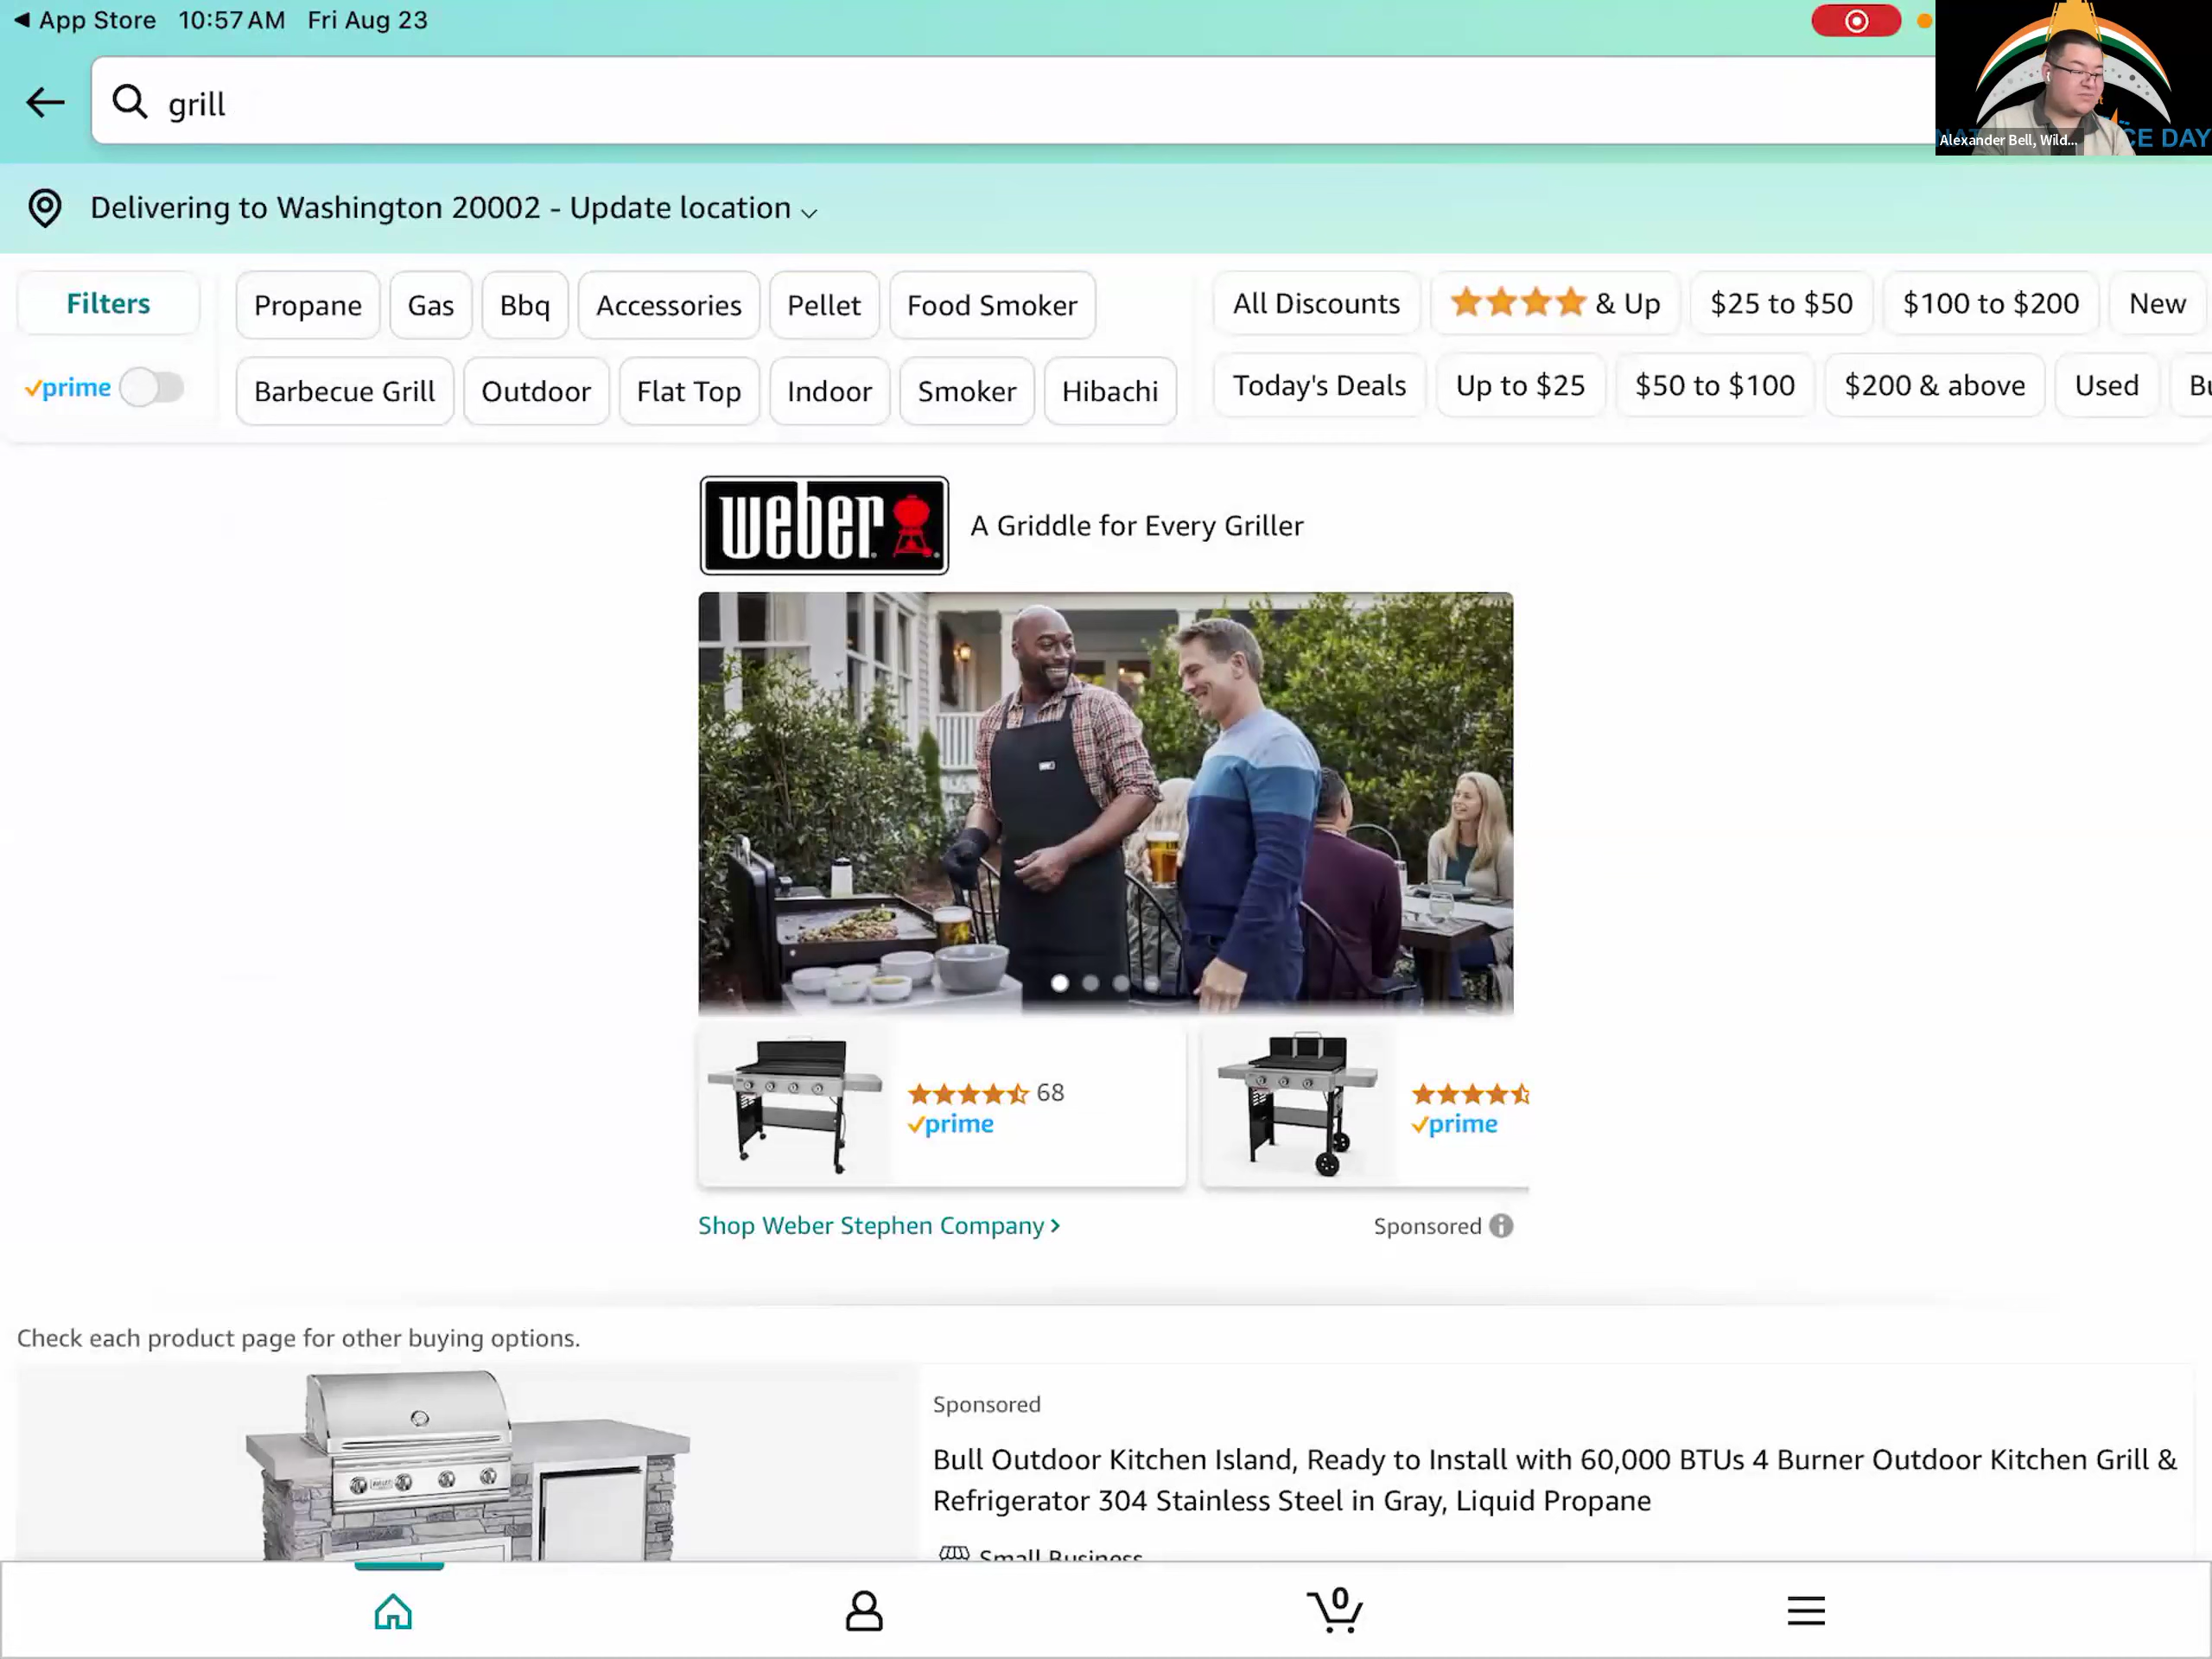 App Store 10:57 AM Fri Aug 23
grill
Alexander Bell, Wild...
CE DAY
Delivering to Washington 20002 - Update location
Filters
Propane Gas Bbq Accessories Pellet Food Smoker
All Discounts & Up $25 to $50 $100 to $200 New
prime
Barbecue Grill Outdoor Flat Top Indoor Smoker Hibachi
Today's Deals Up to $25 $50 to $100 $200 & above Used
weber
A Griddle for Every Griller
68
prime
prime
Shop Weber Stephen Company
Sponsored
Check each product page for other buying options.
Sponsored
Bull Outdoor Kitchen Island, Ready to Install with 60,000 BTUs 4 Burner Outdoor Kitchen Grill &
Refrigerator 304 Stainless Steel in Gray, Liquid Propane
Small Business
0